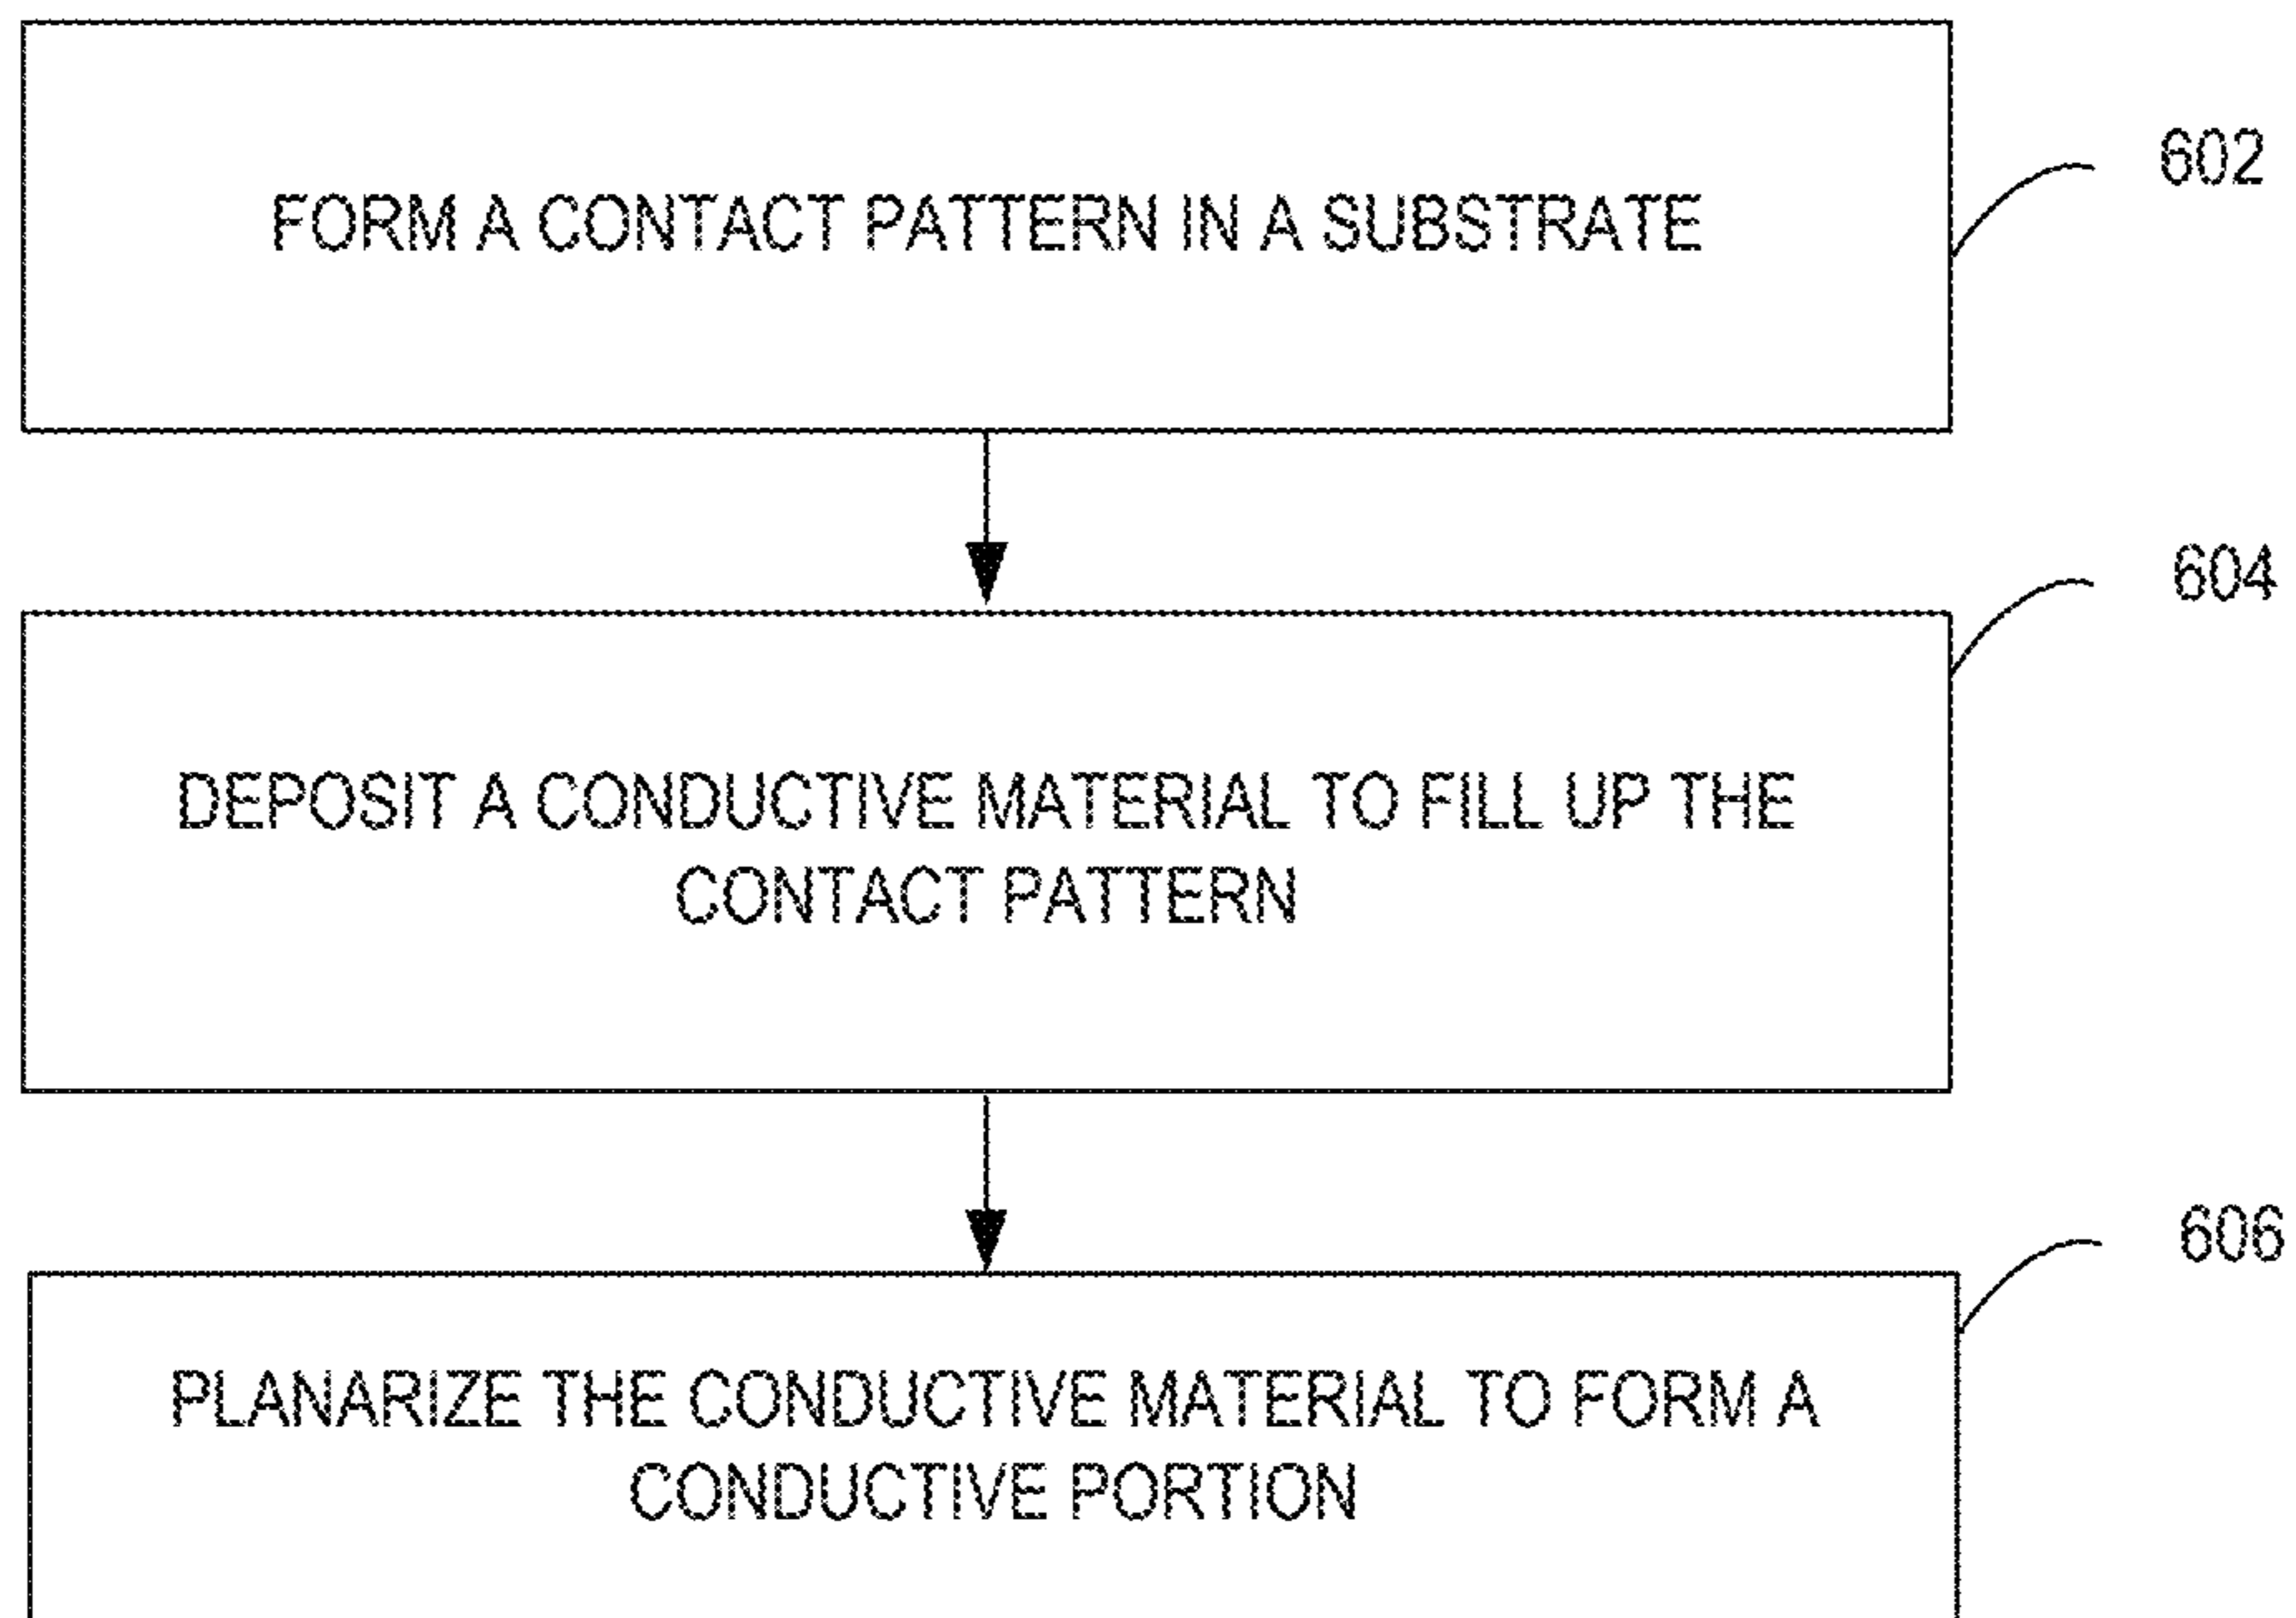 FORM A CONTACT PATTERN IN A SUBSTRATE
602
604
DEPOSIT A CONDUCTIVE MATERIAL TO FILL UP THE
CONTACT PATTERN
606
PLANARIZE THE CONDUCTIVE MATERIAL TO FORM A
CONDUCTIVE PORTION